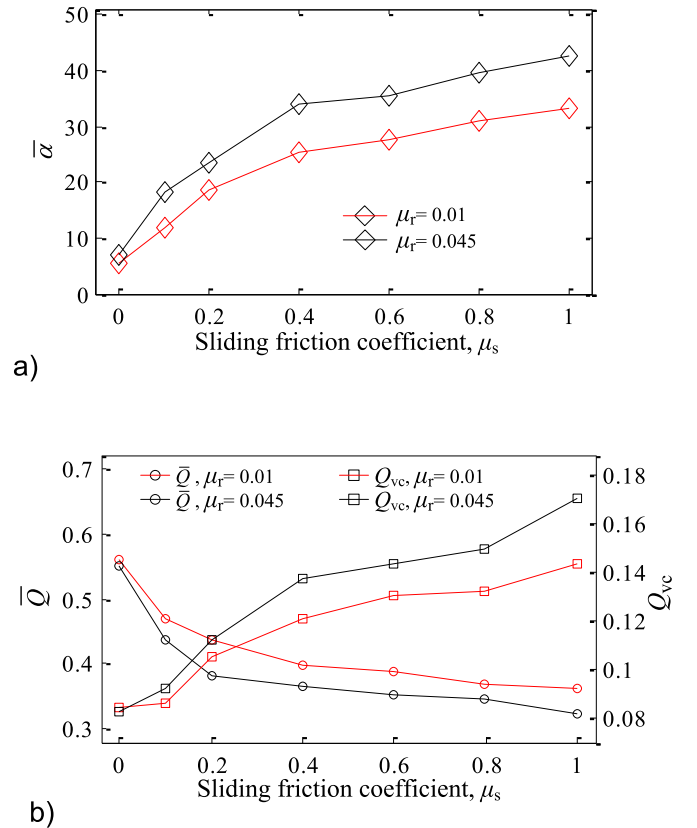 50
40
30
20
10
0
ᾱ
μr= 0.01
μr= 0.045
0 0.2 0.4 0.6 0.8 1
Sliding friction coefficient, μs
a)
0.7
0.6
0.5
0.4
0.3
Q̄
Q̄ , μr= 0.01 Qvc, μr= 0.01
Q̄ , μr= 0.045 Qvc, μr= 0.045
0.18
0.16
0.14
0.12
0.1
0.08
Qvc
0 0.2 0.4 0.6 0.8 1
Sliding friction coefficient, μs
b)